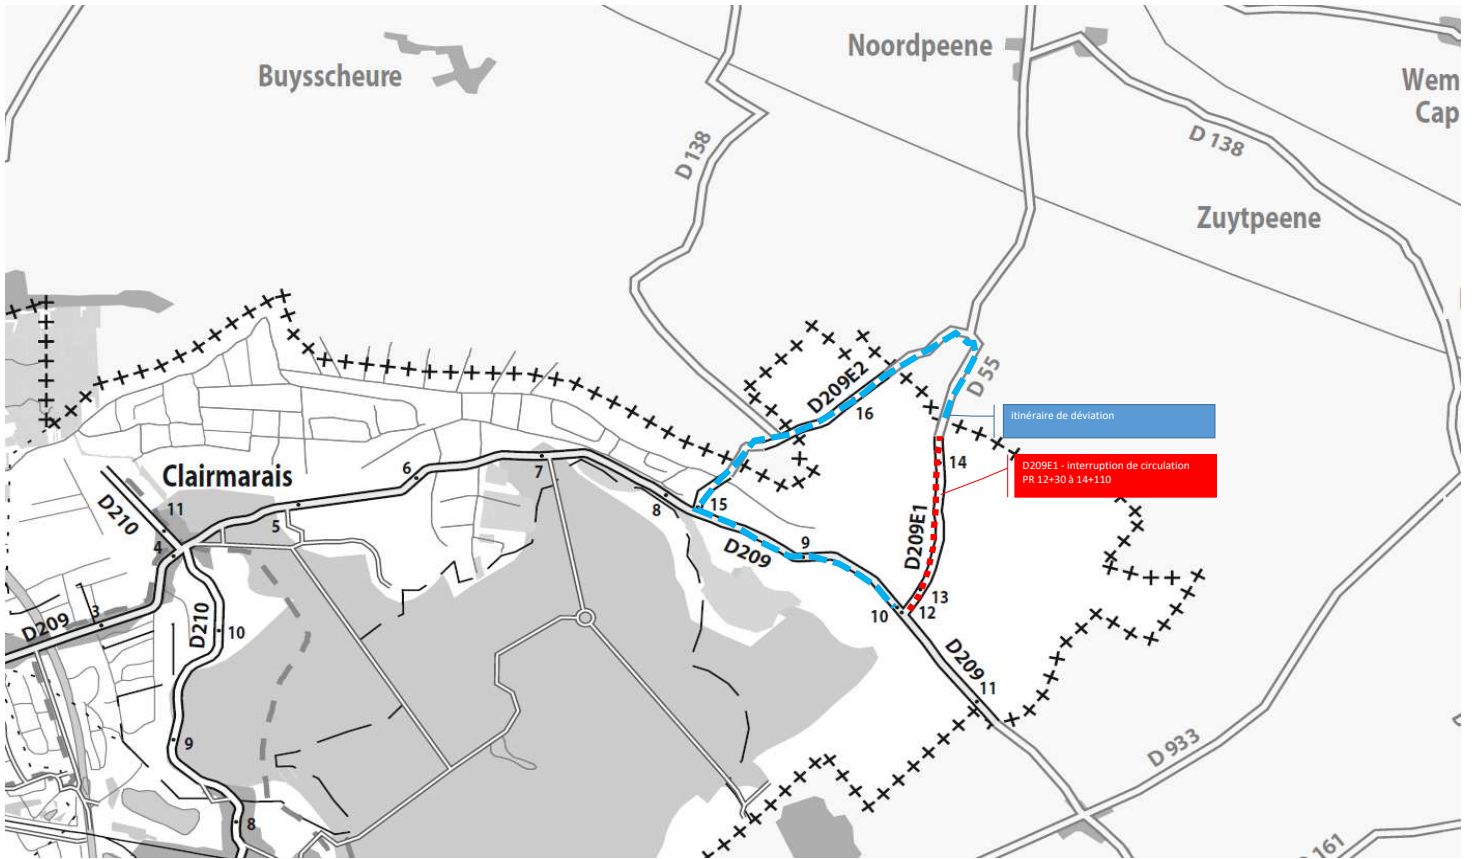 Noordpeene
Buysscheure
Wem
Cap
D 138
D 138
Zuytpeene
D 55
D209E2
16
itinéraire de déviation
D209E1 - interruption de circulation
PR 12+30 à 14+110
14
Clairmarais
6
7
8
15
D210
11
5
4
D209
9
D209E1
13
12
10
3
D209
D210
10
D209
11
9
D 933
8
161